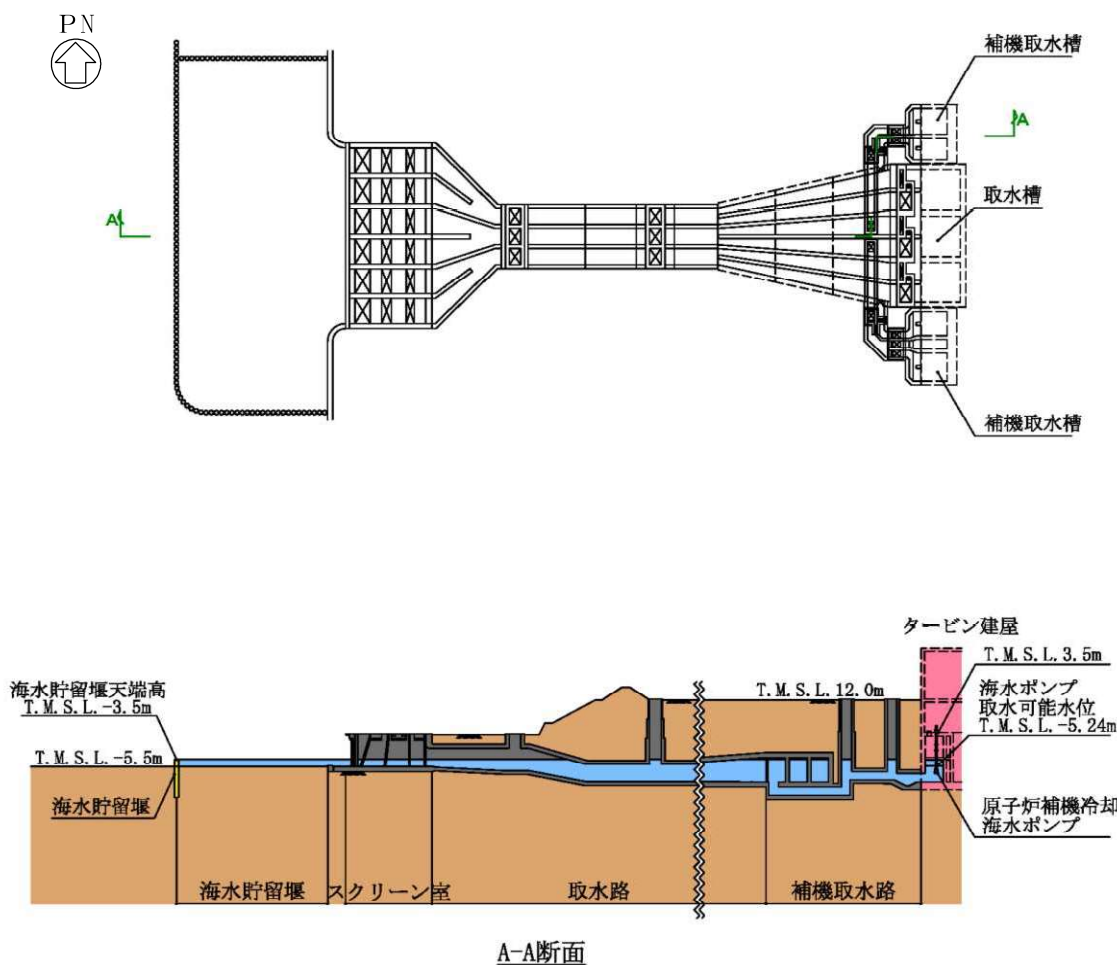 PN
補機取水槽
A
取水槽
A
補機取水槽
タービン建屋
T.M.S.L.3.5m
海水貯留堰天端高
T.M.S.L.-3.5m
T.M.S.L.12.0m
海水ポンプ
取水可能水位
T.M.S.L.-5.24m
T.M.S.L.-5.5m
海水貯留堰
原子炉補機冷却
海水ポンプ
海水貯留堰
スクリーン室
取水路
補機取水路
A-A断面